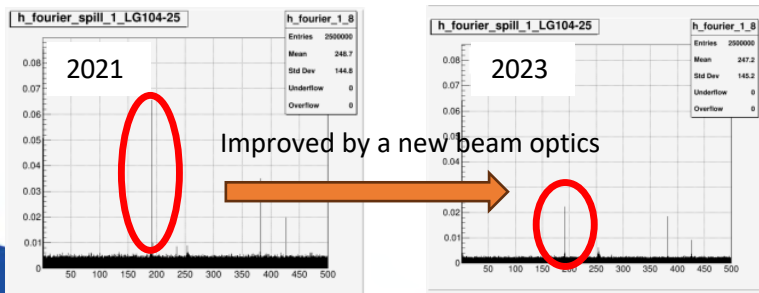 h_fourier_spill_1_LG104-25
h_fourier_1_8
Entries 2500000
Mean 248.7
Std Dev 144.8
Underflow 0
Overflow 0
2021
0.08
0.07
0.06
0.05
0.04
0.03
0.02
0.01
0
50 100 150 200 250 300 350 400 450 500
Improved by a new beam optics
h_fourier_spill_1_LG104-25
h_fourier_1_8
Entries 2500000
Mean 247.2
Std Dev 145.2
Underflow 0
Overflow 0
2023
0.08
0.07
0.06
0.04
0.03
0.02
0.01
0
50 100 150 200 250 300 350 400 450 500